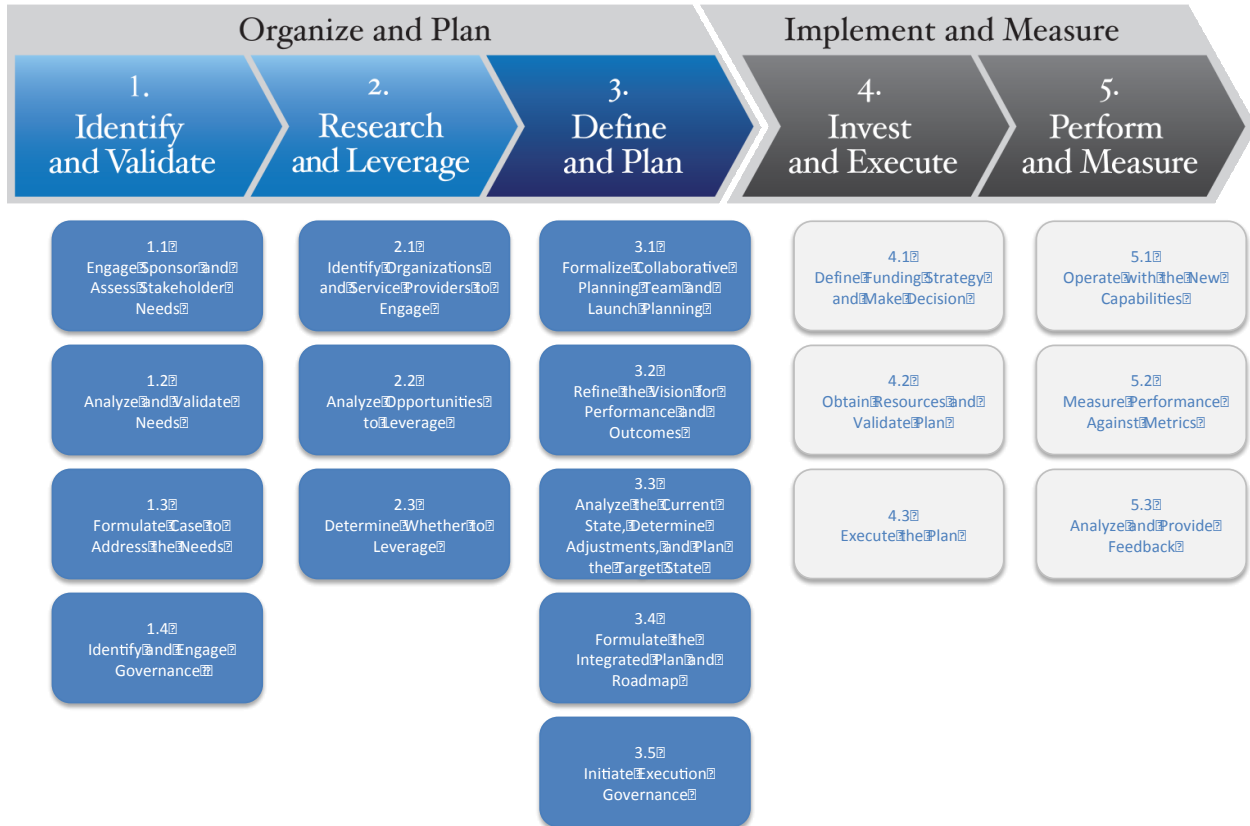 Organize and Plan
Implement and Measure
1.
Identify
and Validate
2.
Research
and Leverage
3.
Define
and Plan
4.
Invest
and Execute
5.
Perform
and Measure
1.1
Engage Sponsor and
Assess Stakeholder
Needs
1.2
Analyze and Validate
Needs
1.3
Formulate Case to
Address the Needs
1.4
Identify and Engage
Governance
2.1
Identify Organizations
and Service Providers to
Engage
2.2
Analyze Opportunities
to Leverage
2.3
Determine Whether to
Leverage
3.1
Formalize Collaborative
Planning Team and
Launch Planning
3.2
Refine the Vision for
Performance and
Outcomes
3.3
Analyze the Current
State, Determine
Adjustments, and Plan
the Target State
3.4
Formulate the
Integrated Plan and
Roadmap
3.5
Initiate Execution
Governance
4.1
Define Funding Strategy
and Make Decision
4.2
Obtain Resources and
Validate Plan
4.3
Execute the Plan
5.1
Operate with the New
Capabilities
5.2
Measure Performance
Against Metrics
5.3
Analyze and Provide
Feedback